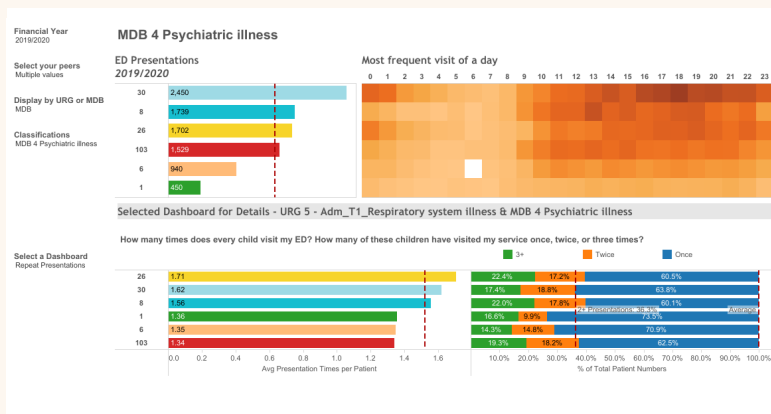 Financial Year
2019/2020
Select your peers
Multiple values
Display by URG or MDB
MDB
Classifications
MDB 4 Psychiatric illness
MDB 4 Psychiatric illness
ED Presentations
2019/2020
30 2,450
8 1,739
26 1,702
103 1,529
6 940
1 450
Most frequent visit of a day
0 1 2 3 4 5 6 7 8 9 10 11 12 13 14 15 16 17 18 19 20 21 22 23
Selected Dashboard for Details - URG 5 - Adm_T1_Respiratory system illness & MDB 4 Psychiatric illness
Select a Dashboard
Repeat Presentations
How many times does every child visit my ED? How many of these children have visited my service once, twice, or three times?
3+ Twice Once
26 1.71 22.4% 17.2% 60.5%
30 1.62 17.4% 18.8% 63.8%
8 1.56 22.0% 17.8% 60.1%
2+ Presentations: 36.3% Average
1 1.36 16.6% 9.9% 73.5%
6 1.35 14.3% 14.8% 70.9%
103 1.34 19.3% 18.2% 62.5%
0.0 0.2 0.4 0.6 0.8 1.0 1.2 1.4 1.6
10.0% 20.0% 30.0% 40.0% 50.0% 60.0% 70.0% 80.0% 90.0% 100.0%
Avg Presentation Times per Patient
% of Total Patient Numbers